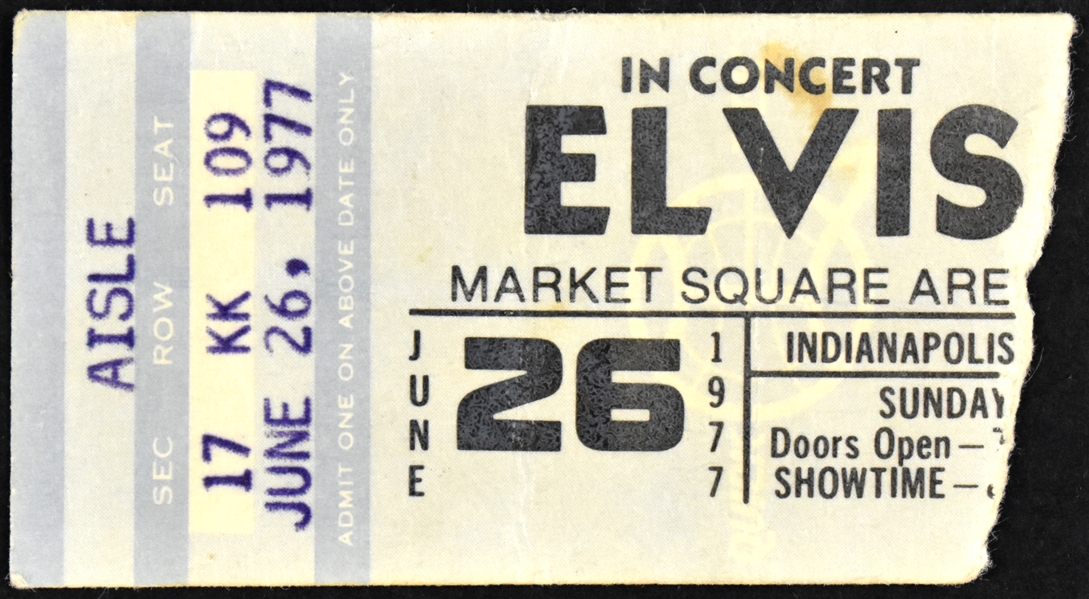 AISLE
SEC ROW SEAT
17 KK 109
JUNE 26, 1977
ADMIT ONE ON ABOVE DATE ONLY
IN CONCERT
ELVIS
MARKET SQUARE ARE
JUNE 26 1977
INDIANAPOLIS
SUNDAY
Doors Open –
SHOWTIME –